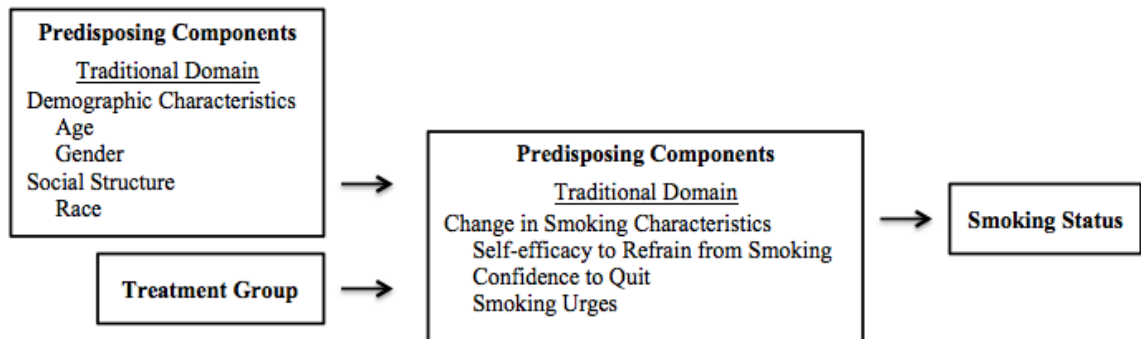 Predisposing Components
Traditional Domain
Demographic Characteristics
Age
Gender
Social Structure
Race
Treatment Group
Predisposing Components
Traditional Domain
Change in Smoking Characteristics
Self-efficacy to Refrain from Smoking
Confidence to Quit
Smoking Urges
Smoking Status